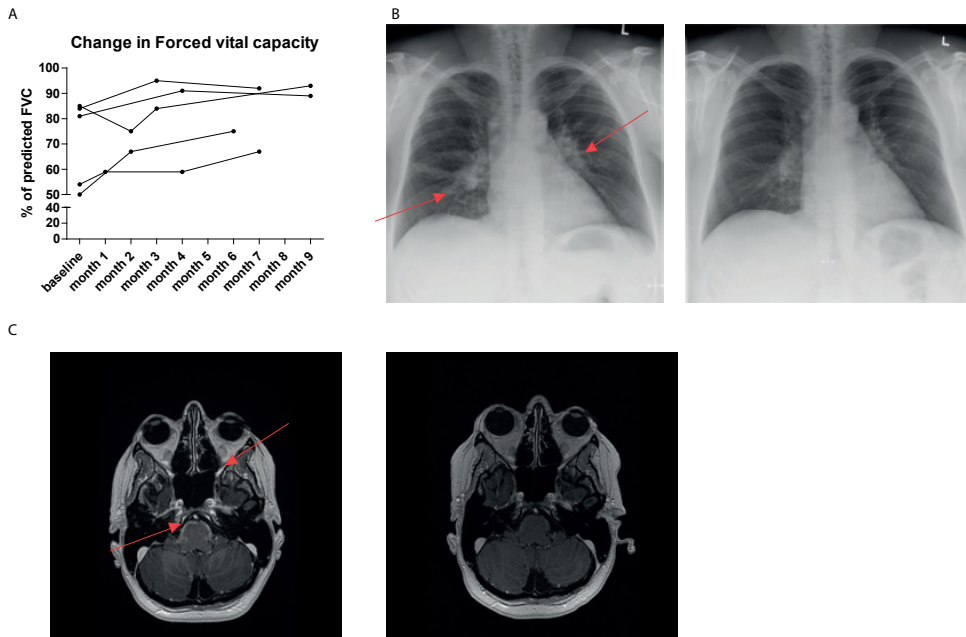 A
Change in Forced vital capacity
% of predicted FVC
100
90
80
70
60
50
40
20
0
baseline
month 1
month 2
month 3
month 4
month 5
month 6
month 7
month 8
month 9
B
L
L
C